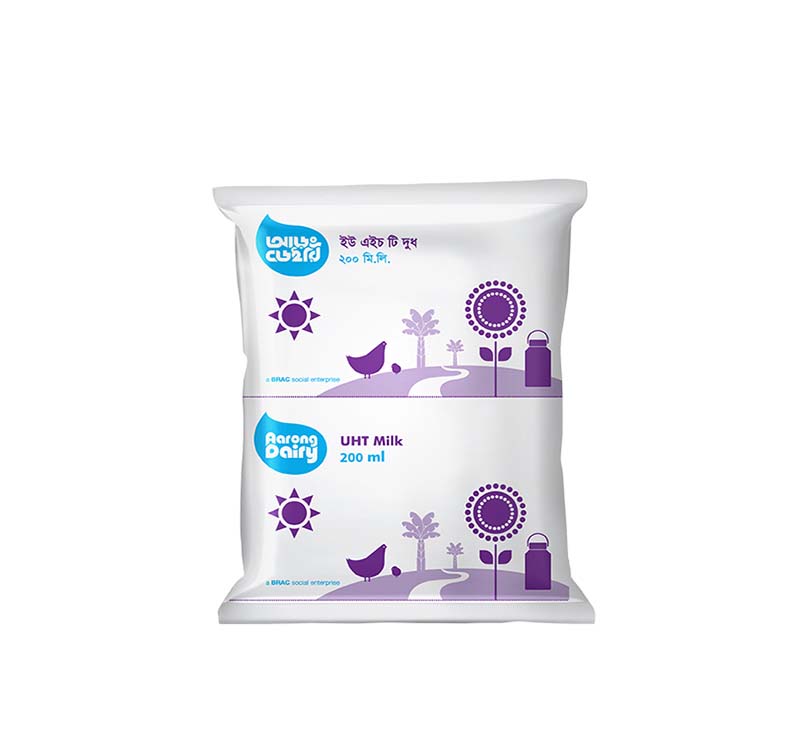 আড়ং
ডেইরি
ইউ এইচ টি দুধ
২০০ মি.লি.
a BRAC social enterprise
Aarong
Dairy
UHT Milk
200 ml
a BRAC social enterprise